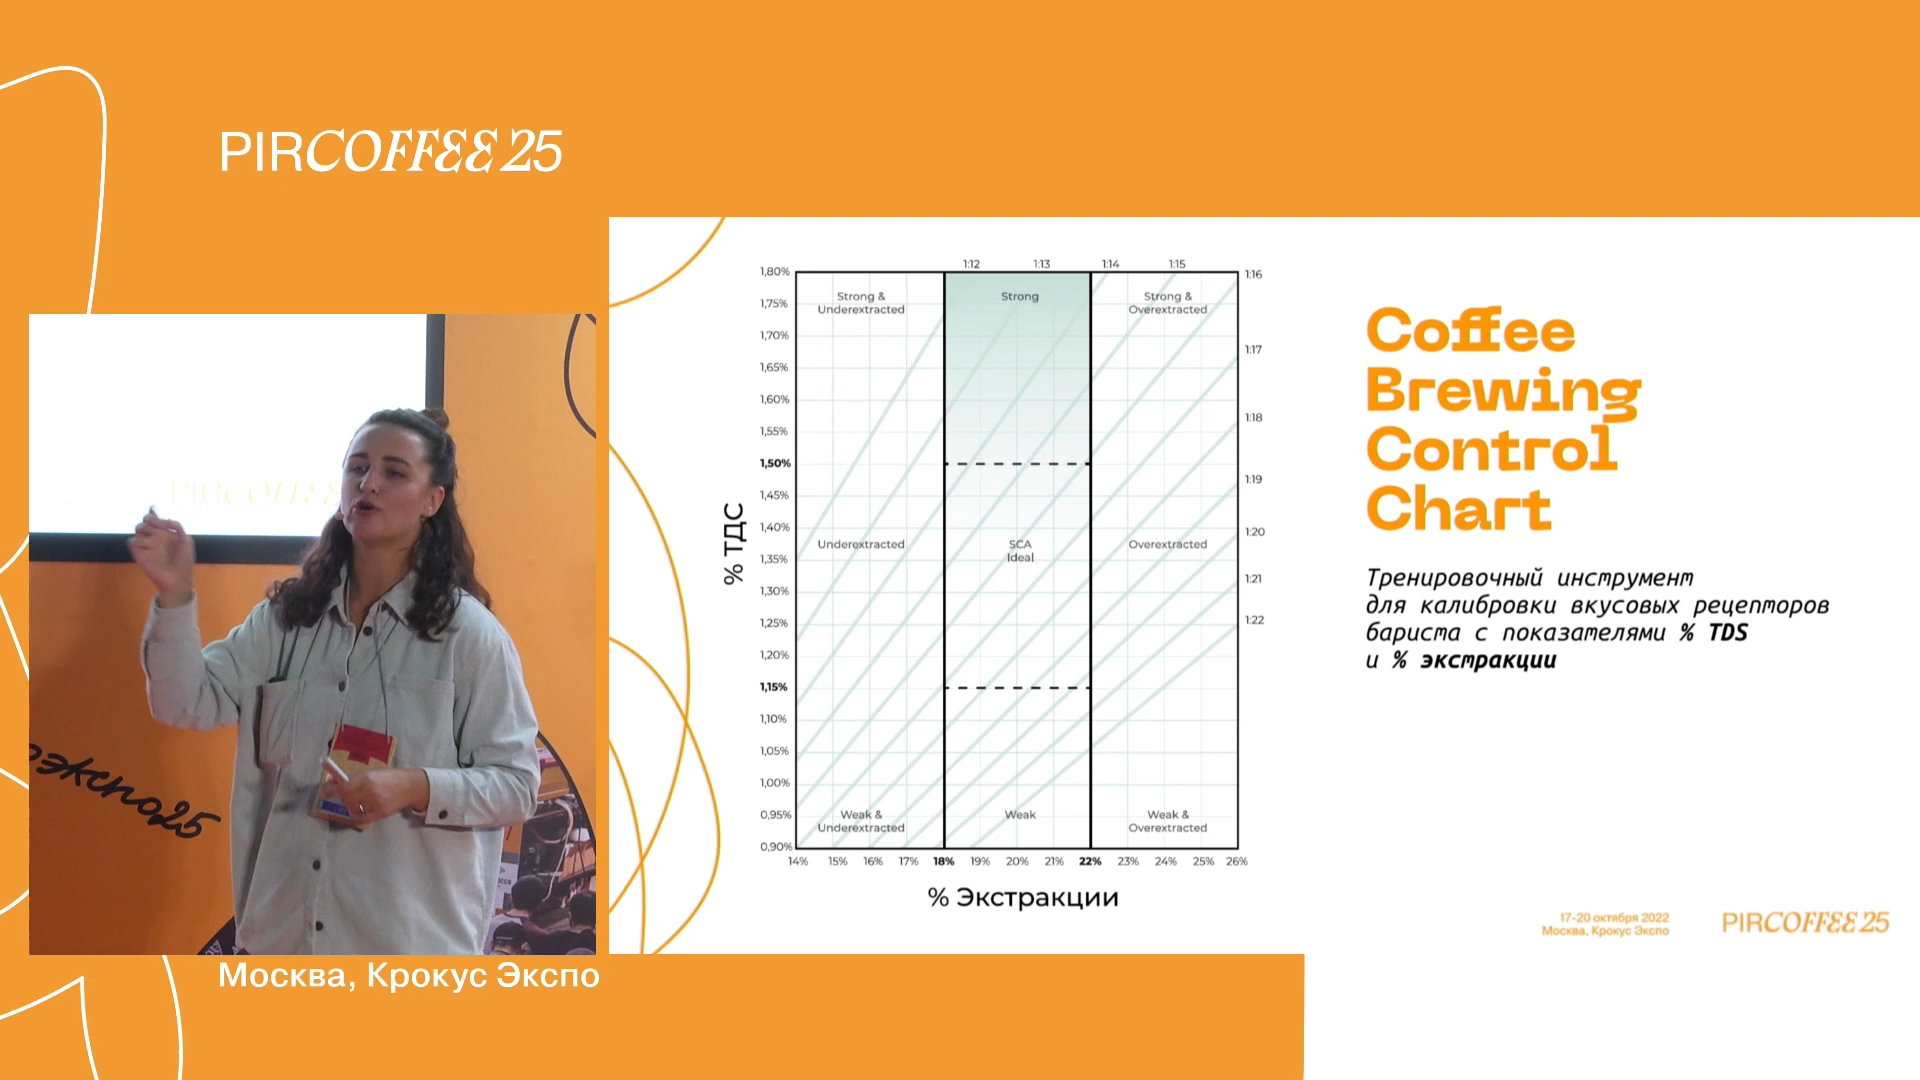 PIRCOFFEE 25
1:12 1:13 1:14 1:15
1:16
1:17
1:18
1:19
1:20
1:21
1:22
1,80%
1,75%
1,70%
1,65%
1,60%
1,55%
1,50%
1,45%
1,40%
1,35%
1,30%
1,25%
1,20%
1,15%
1,10%
1,05%
1,00%
0,95%
0,90%
% ТДС
Strong &
Underextracted
Strong
Strong &
Overextracted
Underextracted
SCA
Ideal
Overextracted
Weak &
Underextracted
Weak
Weak &
Overextracted
14% 15% 16% 17% 18% 19% 20% 21% 22% 23% 24% 25% 26%
% Экстракции
Coffee
Brewing
Control
Chart
Тренировочный инструмент
для калибровки вкусовых рецепторов
бариста с показателями % TDS
и % экстракции
17-20 октября 2022
Москва, Крокус Экспо
PIRCOFFEE 25
PIRCOFFEE
оэкспо25
Москва, Крокус Экспо